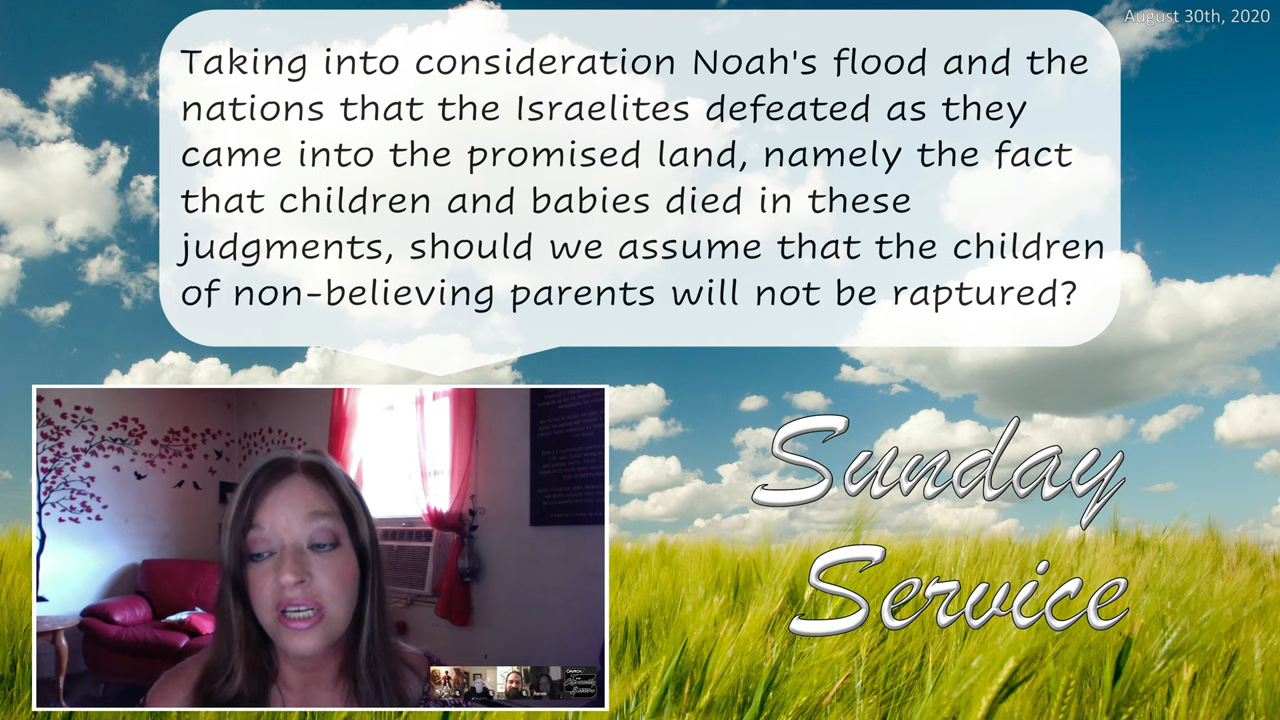 August 30th, 2020
Taking into consideration Noah's flood and the
nations that the Israelites defeated as they
came into the promised land, namely the fact
that children and babies died in these
judgments, should we assume that the children
of non-believing parents will not be raptured?
Sunday
Service